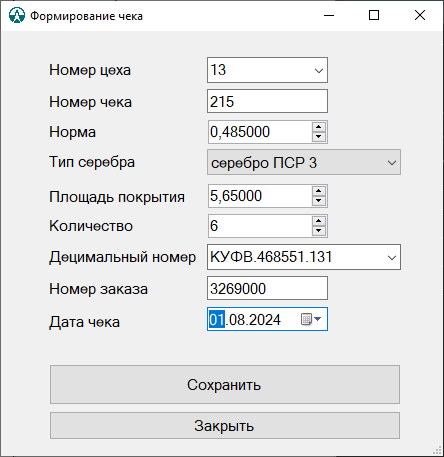 Формирование чека
Номер цеха 13
Номер чека 215
Норма 0,485000
Тип серебра серебро ПСР 3
Площадь покрытия 5,65000
Количество 6
Децимальный номер КУФВ.468551.131
Номер заказа 3269000
Дата чека 01.08.2024
Сохранить
Закрыть